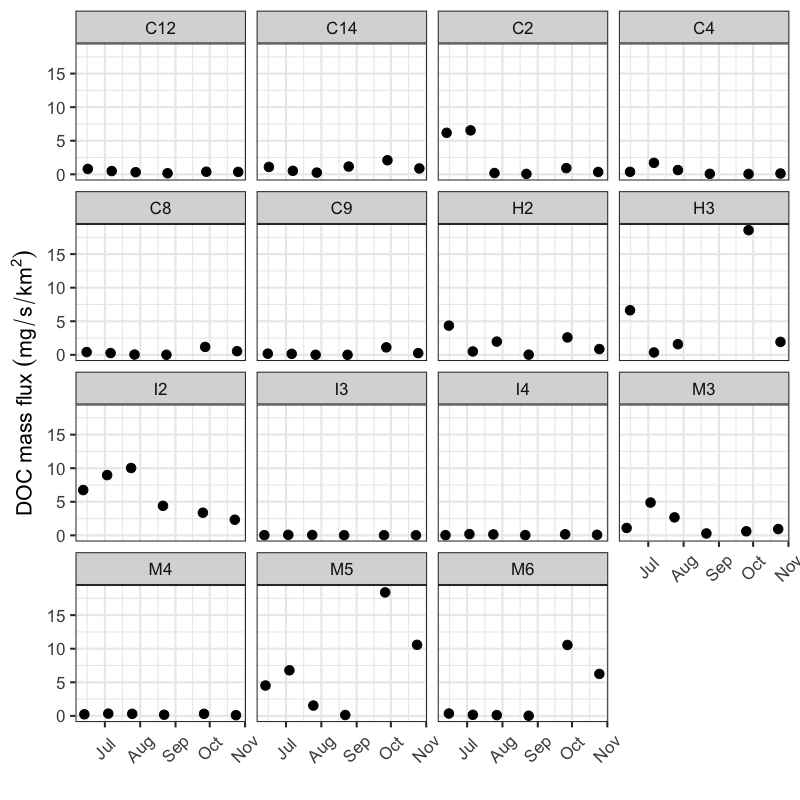 C12 C14 C2 C4
15
10
5
0
C8 C9 H2 H3
15
10
5
0
DOC mass flux (mg/s/km²)
I2 I3 I4 M3
15
10
5
0
Jul Aug Sep Oct Nov
M4 M5 M6
15
10
5
0
Jul Aug Sep Oct Nov Jul Aug Sep Oct Nov Jul Aug Sep Oct Nov